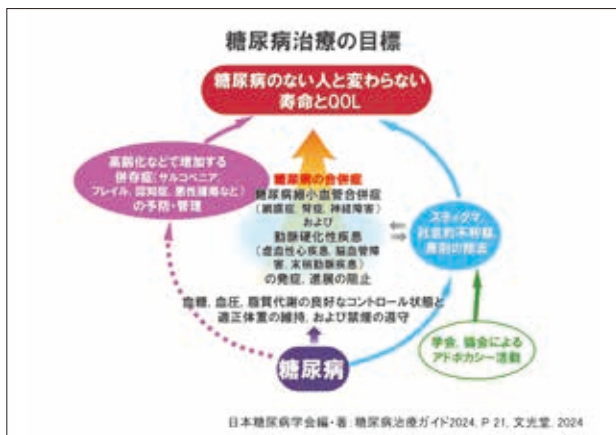 糖尿病治療の目標
糖尿病のない人と変わらない
寿命とQOL
高齢化などで増加する
併存症(サルコペニア,
フレイル, 認知症, 悪性腫瘍など)
の予防・管理
糖尿病の合併症
糖尿病細小血管合併症
(網膜症, 腎症, 神経障害)
および
動脈硬化性疾患
(虚血性心疾患, 脳血管障
害, 末梢動脈疾患)
の発症, 進展の阻止
スティグマ,
社会的不利益,
差別の除去
血糖, 血圧, 脂質代謝の良好なコントロール状態と
適正体重の維持, および禁煙の遵守
学会, 協会による
アドボカシー活動
糖尿病
日本糖尿病学会編・著: 糖尿病治療ガイド2024, P 21, 文光堂, 2024